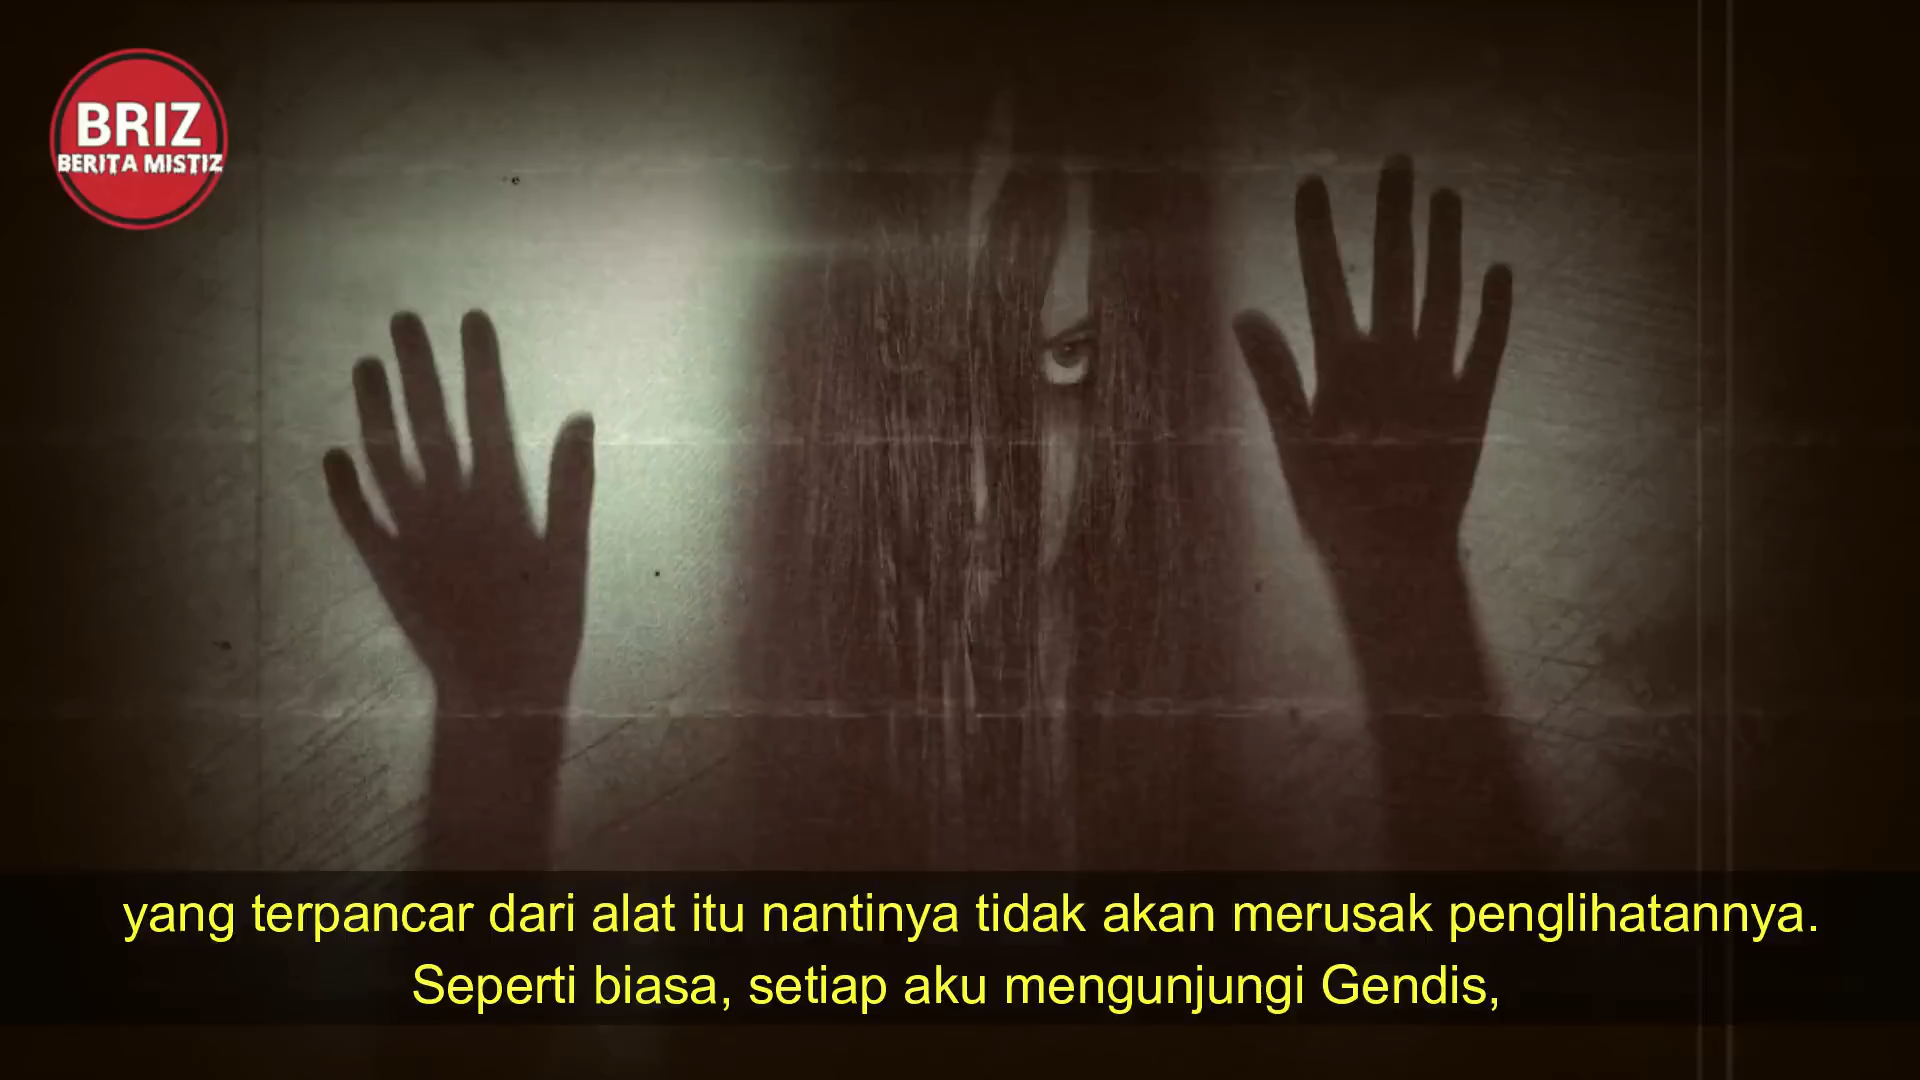 BRIZ
BERITA MISTIZ
yang terpancar dari alat itu nantinya tidak akan merusak penglihatannya.
Seperti biasa, setiap aku mengunjungi Gendis,